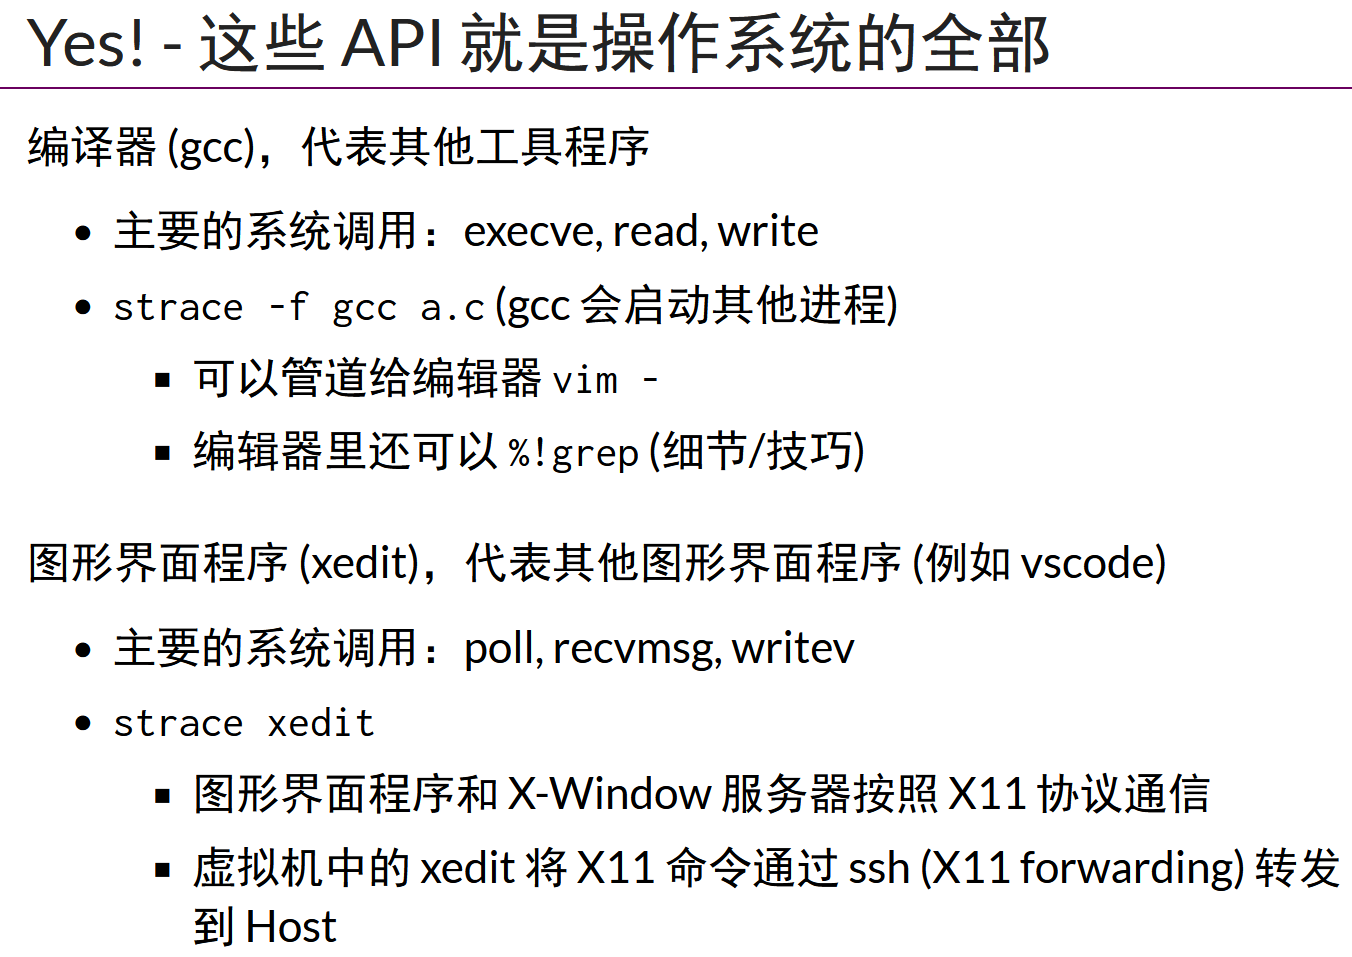 Yes! - 这些 API 就是操作系统的全部
编译器 (gcc)，代表其他工具程序
• 主要的系统调用：execve, read, write
• strace -f gcc a.c (gcc 会启动其他进程)
▪ 可以管道给编辑器 vim -
▪ 编辑器里还可以 %!grep (细节/技巧)
图形界面程序 (xedit)，代表其他图形界面程序 (例如 vscode)
• 主要的系统调用：poll, recvmsg, writev
• strace xedit
▪ 图形界面程序和 X-Window 服务器按照 X11 协议通信
▪ 虚拟机中的 xedit 将 X11 命令通过 ssh (X11 forwarding) 转发
到 Host